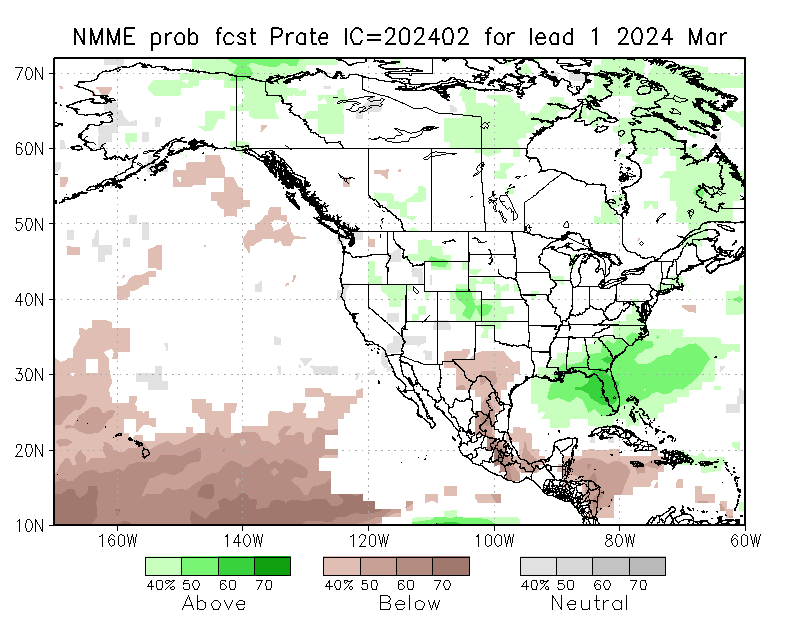 NMME prob fcst Prate IC=202402 for lead 1 2024 Mar
70N
60N
50N
40N
30N
20N
10N
160W 140W 120W 100W 80W 60W
40% 50 60 70 40% 50 60 70 40% 50 60 70
Above Below Neutral